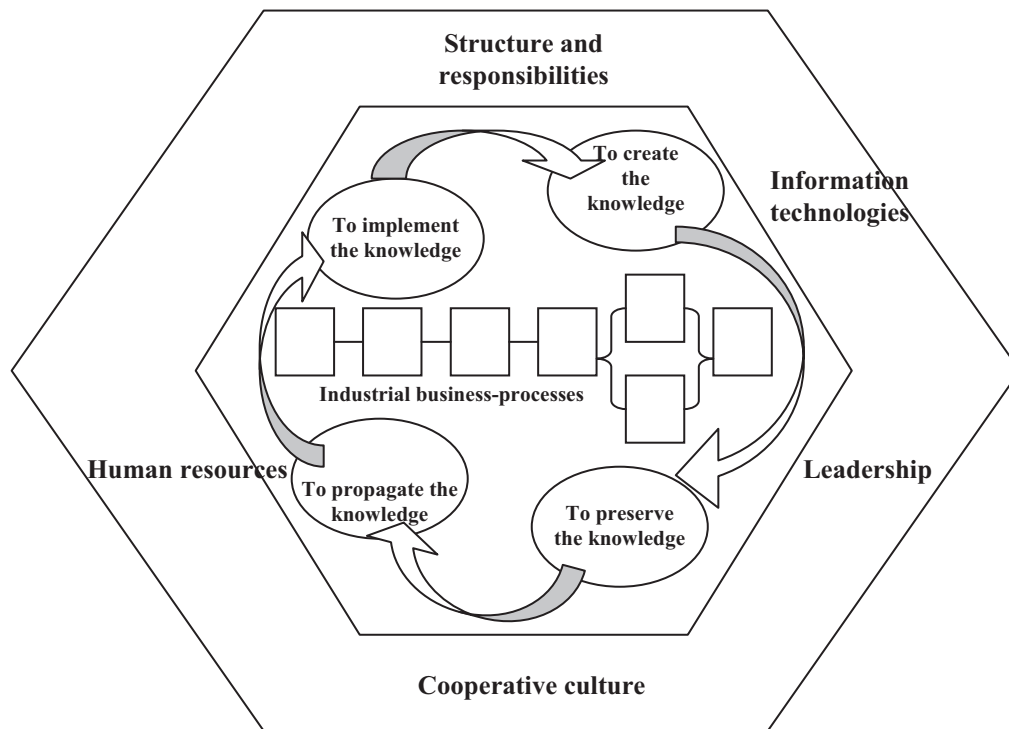 Structure and
responsibilities
To create
the
knowledge
Information
technologies
To implement
the knowledge
Industrial business-processes
Human resources
To propagate the
knowledge
Leadership
To preserve
the knowledge
Cooperative culture